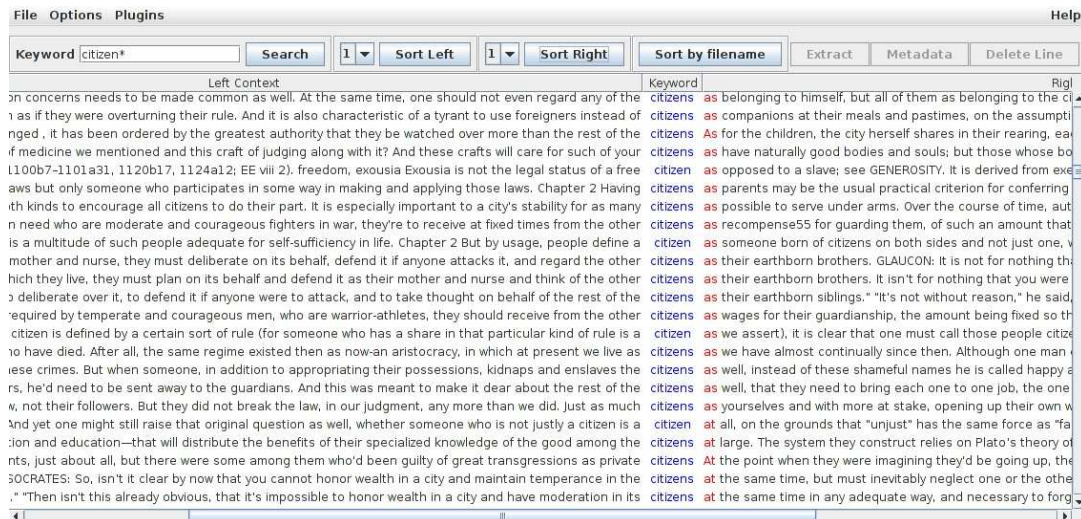 File Options Plugins Help
Keyword citizen* Search 1 Sort Left 1 Sort Right Sort by filename Extract Metadata Delete Line
Left Context Keyword Rig
on concerns needs to be made common as well. At the same time, one should not even regard any of the citizens as belonging to himself, but all of them as belonging to the ci
n as if they were overturning their rule. And it is also characteristic of a tyrant to use foreigners instead of citizens as companions at their meals and pastimes, on the assumpti
nged , it has been ordered by the greatest authority that they be watched over more than the rest of the citizens As for the children, the city herself shares in their rearing, ea
of medicine we mentioned and this craft of judging along with it? And these crafts will care for such of your citizens as have naturally good bodies and souls; but those whose bo
1100b7–1101a31, 1120b17, 1124a12; EE viii 2). freedom, exousia Exousia is not the legal status of a free citizen as opposed to a slave; see GENEROSITY. It is derived from exe
aws but only someone who participates in some way in making and applying those laws. Chapter 2 Having citizens as parents may be the usual practical criterion for conferring
oth kinds to encourage all citizens to do their part. It is especially important to a city's stability for as many citizens as possible to serve under arms. Over the course of time, aut
n need who are moderate and courageous fighters in war, they're to receive at fixed times from the other citizens as recompense55 for guarding them, of such an amount that
is a multitude of such people adequate for self-sufficiency in life. Chapter 2 But by usage, people define a citizen as someone born of citizens on both sides and not just one, w
mother and nurse, they must deliberate on its behalf, defend it if anyone attacks it, and regard the other citizens as their earthborn brothers. GLAUCON: It is not for nothing th
hich they live, they must plan on its behalf and defend it as their mother and nurse and think of the other citizens as their earthborn brothers. It isn't for nothing that you were
o deliberate over it, to defend it if anyone were to attack, and to take thought on behalf of the rest of the citizens as their earthborn siblings." "It's not without reason," he said,
required by temperate and courageous men, who are warrior-athletes, they should receive from the other citizens as wages for their guardianship, the amount being fixed so th
citizen is defined by a certain sort of rule (for someone who has a share in that particular kind of rule is a citizen as we assert), it is clear that one must call those people citize
no have died. After all, the same regime existed then as now-an aristocracy, in which at present we live as citizens as we have almost continually since then. Although one man
ese crimes. But when someone, in addition to appropriating their possessions, kidnaps and enslaves the citizens as well, instead of these shameful names he is called happy a
rs, he'd need to be sent away to the guardians. And this was meant to make it dear about the rest of the citizens as well, that they need to bring each one to one job, the one
w, not their followers. But they did not break the law, in our judgment, any more than we did. Just as much citizens as yourselves and with more at stake, opening up their own w
And yet one might still raise that original question as well, whether someone who is not justly a citizen is a citizen at all, on the grounds that "unjust" has the same force as "fa
tion and education—that will distribute the benefits of their specialized knowledge of the good among the citizens at large. The system they construct relies on Plato's theory of
nts, just about all, but there were some among them who'd been guilty of great transgressions as private citizens At the point when they were imagining they'd be going up, the
SOCRATES: So, isn't it clear by now that you cannot honor wealth in a city and maintain temperance in the citizens at the same time, but must inevitably neglect one or the othe
." "Then isn't this already obvious, that it's impossible to honor wealth in a city and have moderation in its citizens at the same time in any adequate way, and necessary to forg